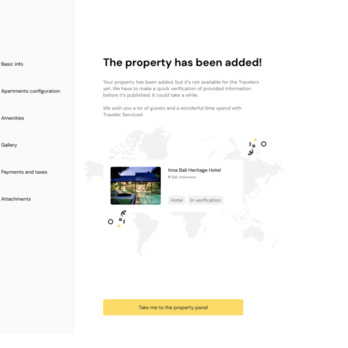 The property has been added!
Basic info
Your property has been added, but it's not available for the Travelers
yet. We have to make a quick verification of provided information
before it's published. It could take a while.
Apartments configuration
We wish you a lot of guests and a wonderful time spend with
Traveler Services!
Amenities
Gallery
Payments and taxes
Attachments
Inna Bali Heritage Hotel
Bali, Indonesia
Hotel
In verification
Take me to the property panel